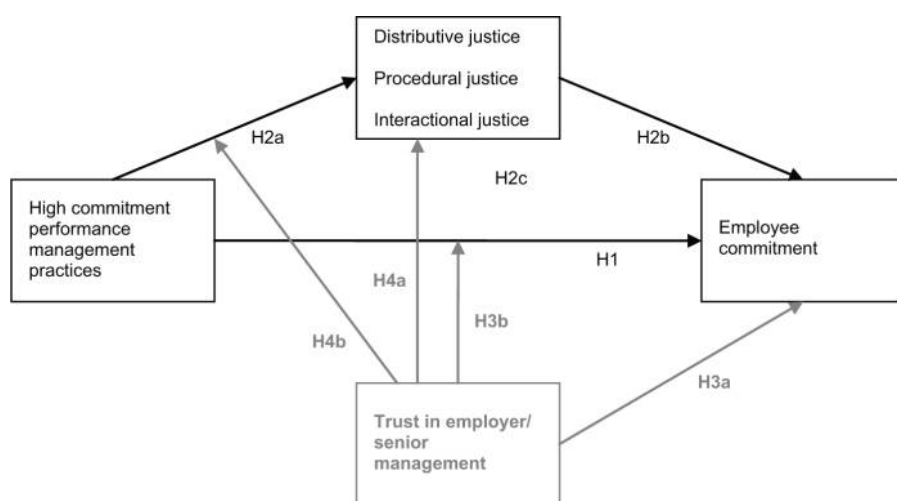 Distributive justice
Procedural justice
Interactional justice
H2a
H2b
H2c
High commitment
performance
management
practices
Employee
commitment
H1
H4a
H3b
H4b
H3a
Trust in employer/
senior
management